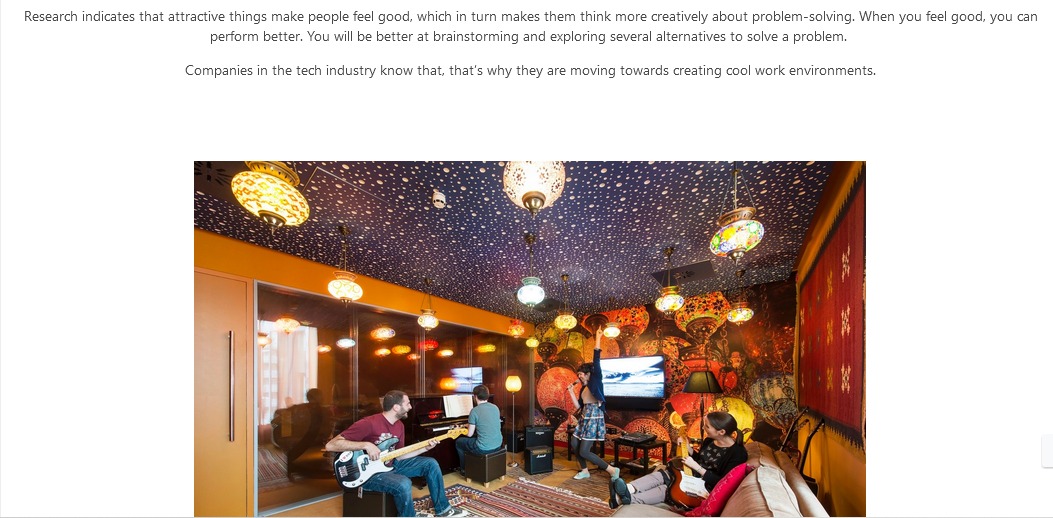 Research indicates that attractive things make people feel good, which in turn makes them think more creatively about problem-solving. When you feel good, you can
perform better. You will be better at brainstorming and exploring several alternatives to solve a problem.
Companies in the tech industry know that, that's why they are moving towards creating cool work environments.